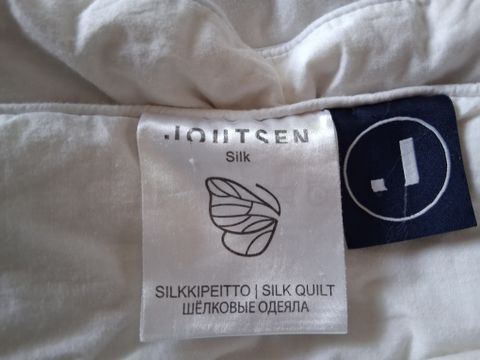 JOUTSEN
Silk
SILKKIPEITTO | SILK QUILT
ШЁЛКОВЫЕ ОДЕЯЛА
J